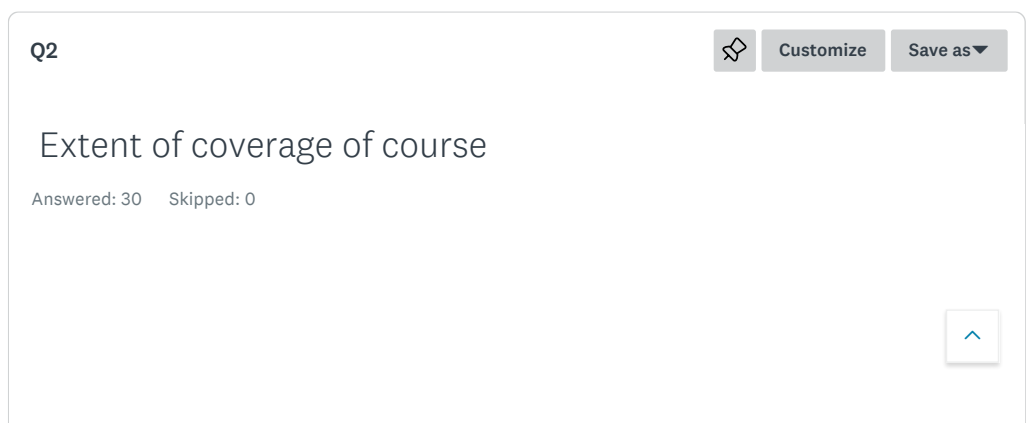 Q2
Customize
Save as
Extent of coverage of course
Answered: 30 Skipped: 0